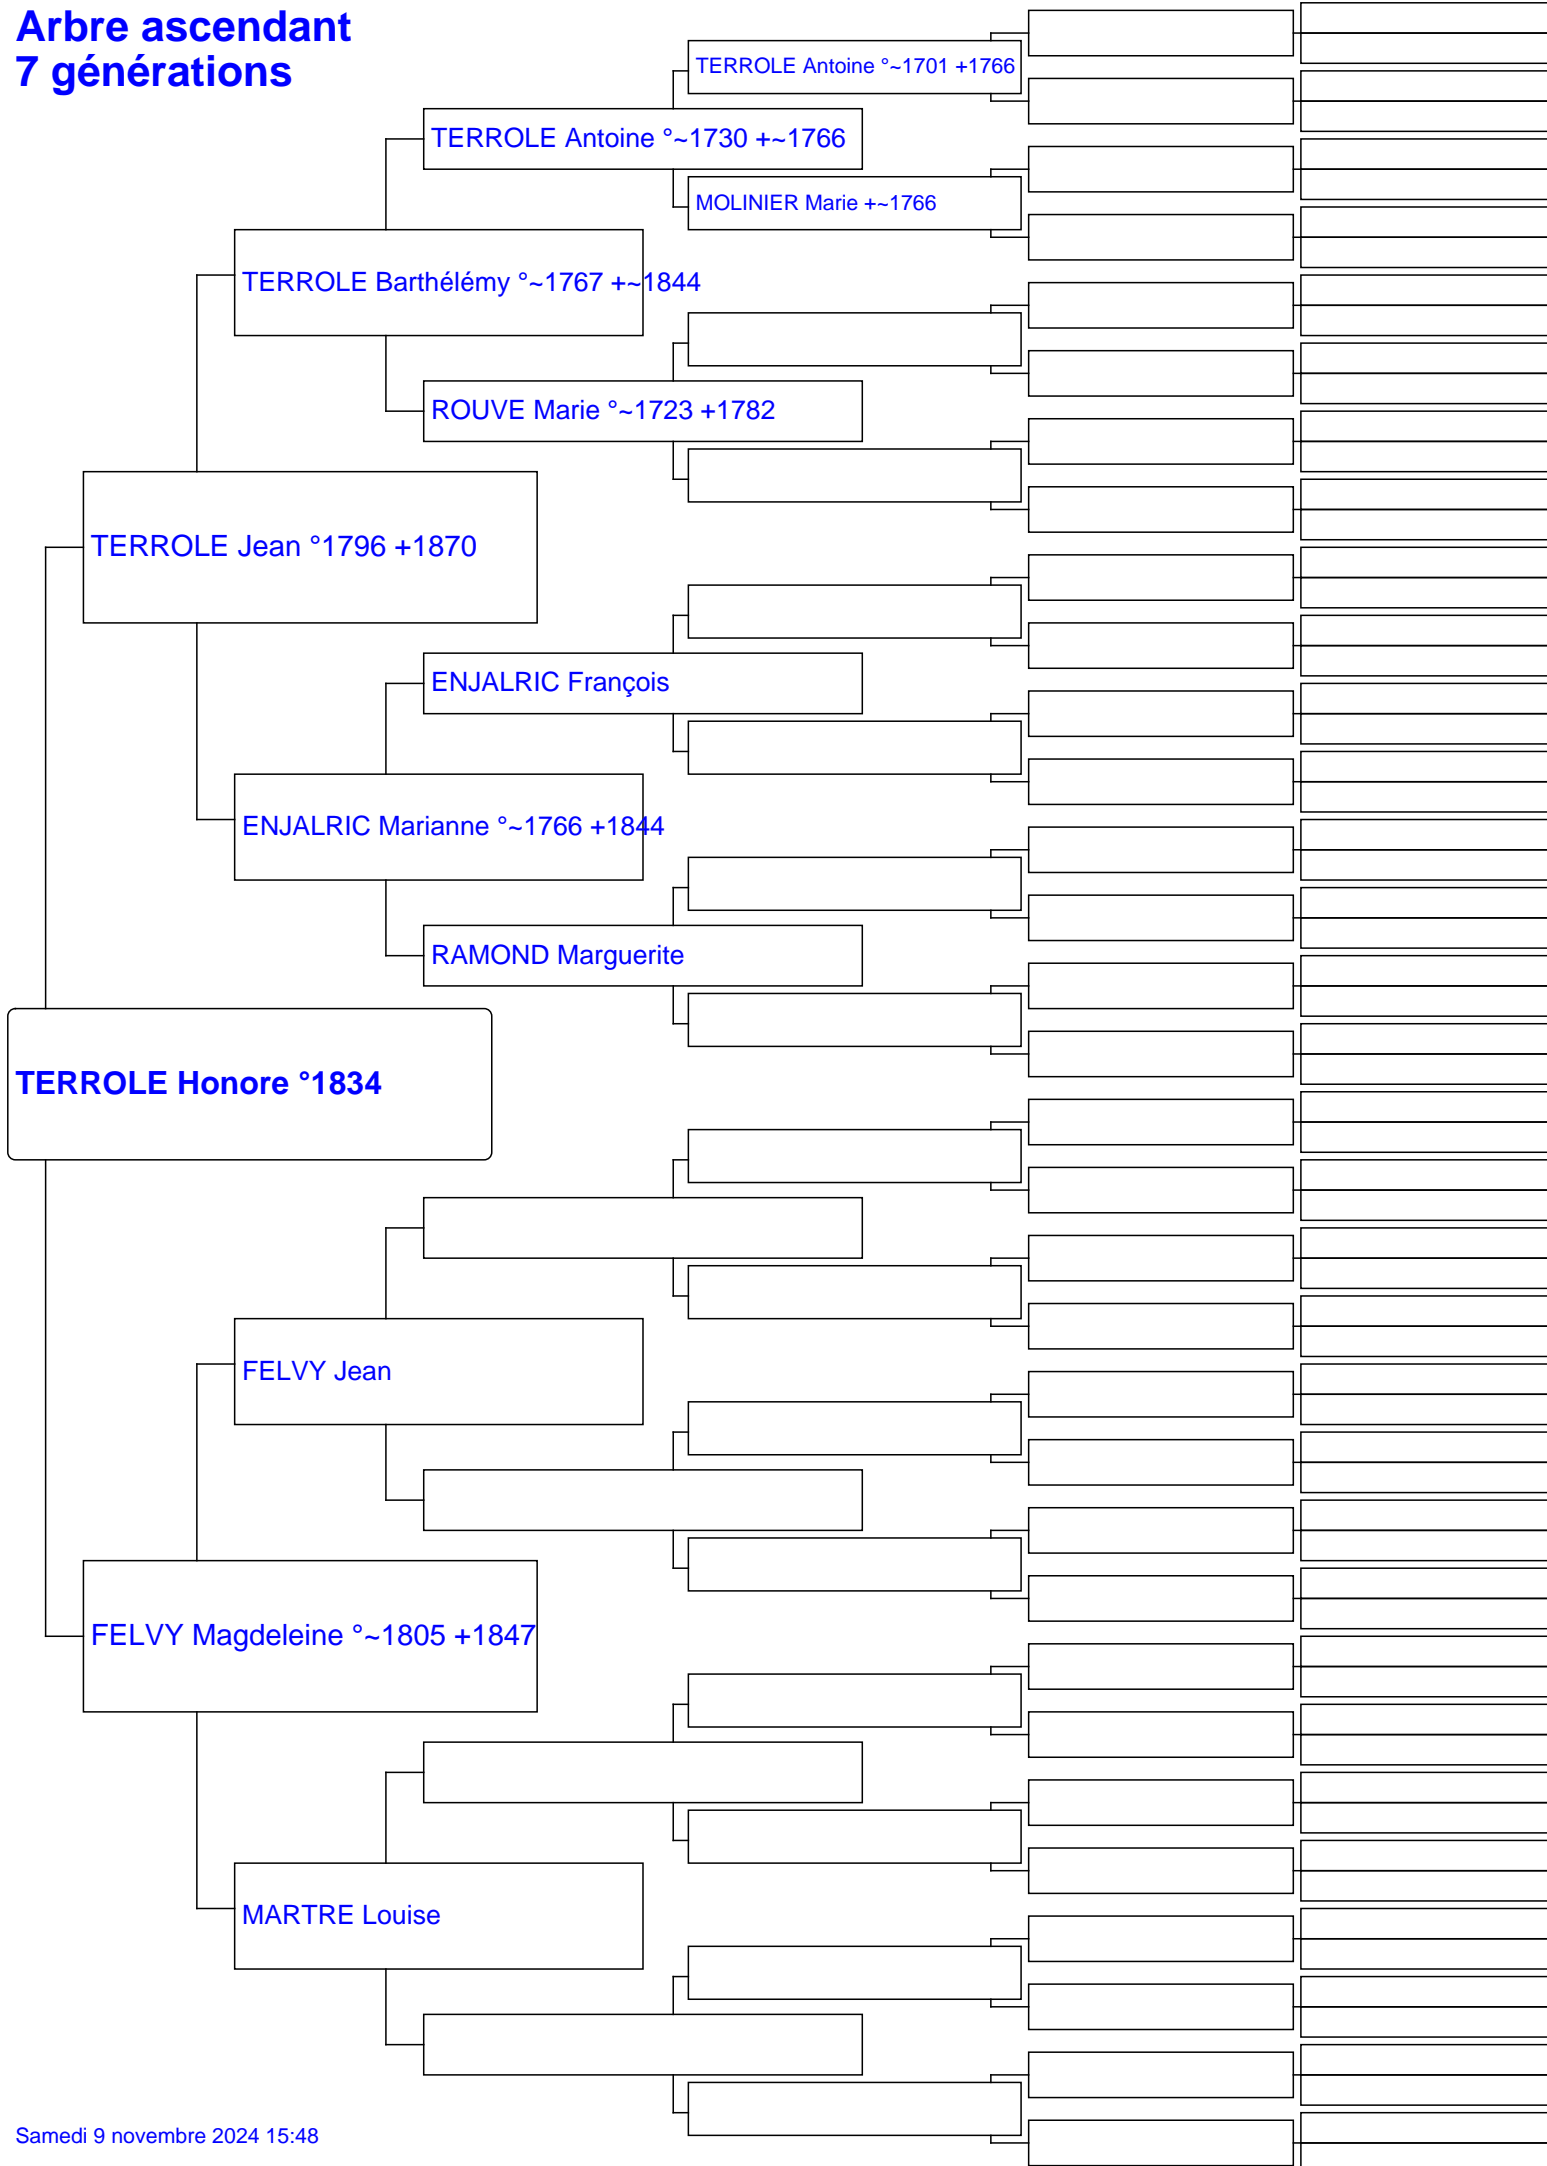 Arbre ascendant
7 générations
TERROLE Antoine °~1701 +1766
TERROLE Antoine °~1730 +~1766
MOLINIER Marie +~1766
TERROLE Barthélémy °~1767 +~1844
ROUVE Marie °~1723 +1782
TERROLE Jean °1796 +1870
ENJALRIC François
ENJALRIC Marianne °~1766 +1844
RAMOND Marguerite
TERROLE Honore °1834
FELVY Jean
FELVY Magdeleine °~1805 +1847
MARTRE Louise
Samedi 9 novembre 2024 15:48